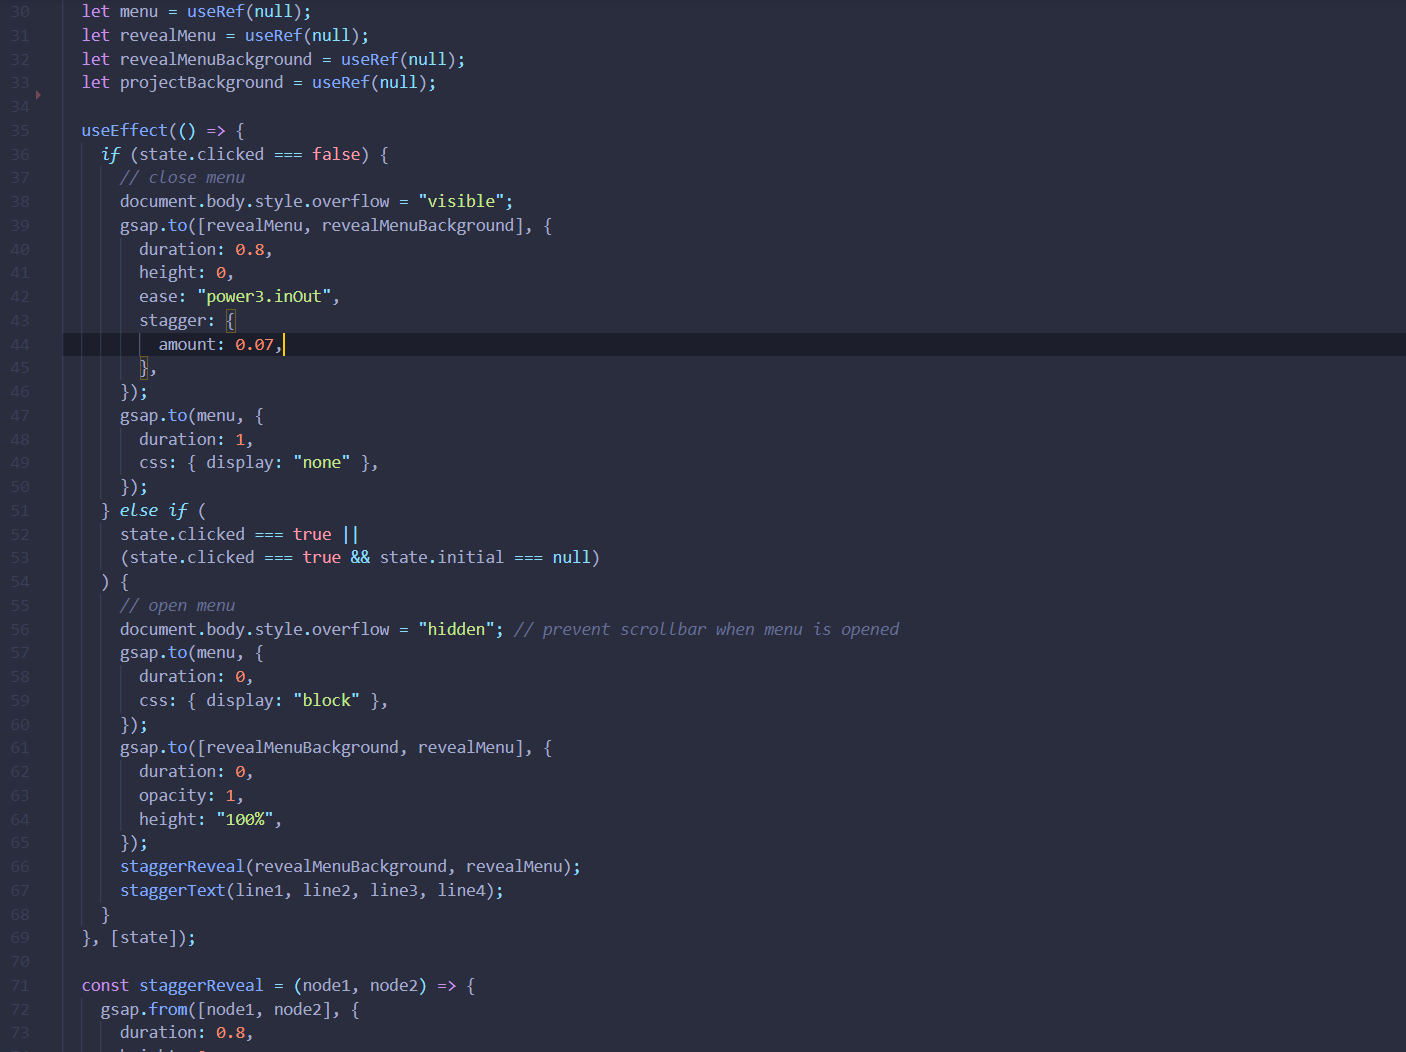 30 let menu = useRef(null);
31 let revealMenu = useRef(null);
32 let revealMenuBackground = useRef(null);
33 let projectBackground = useRef(null);
34
35 useEffect(() => {
36 if (state.clicked === false) {
37 // close menu
38 document.body.style.overflow = "visible";
39 gsap.to([revealMenu, revealMenuBackground], {
40 duration: 0.8,
41 height: 0,
42 ease: "power3.inOut",
43 stagger: {
44 amount: 0.07,
45 },
46 });
47 gsap.to(menu, {
48 duration: 1,
49 css: { display: "none" },
50 });
51 } else if (
52 state.clicked === true ||
53 (state.clicked === true && state.initial === null)
54 ) {
55 // open menu
56 document.body.style.overflow = "hidden"; // prevent scrollbar when menu is opened
57 gsap.to(menu, {
58 duration: 0,
59 css: { display: "block" },
60 });
61 gsap.to([revealMenuBackground, revealMenu], {
62 duration: 0,
63 opacity: 1,
64 height: "100%",
65 });
66 staggerReveal(revealMenuBackground, revealMenu);
67 staggerText(line1, line2, line3, line4);
68 }
69 }, [state]);
70
71 const staggerReveal = (node1, node2) => {
72 gsap.from([node1, node2], {
73 duration: 0.8,